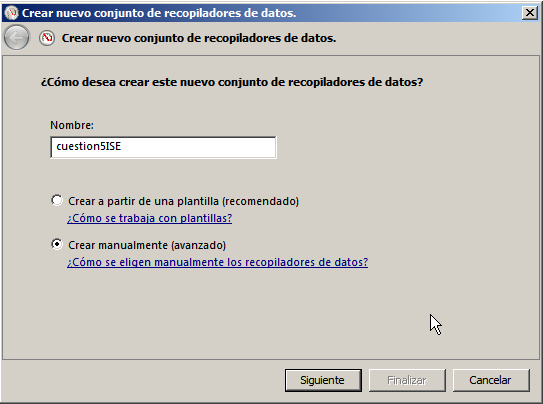 Crear nuevo conjunto de recopiladores de datos.
Crear nuevo conjunto de recopiladores de datos.
¿Cómo desea crear este nuevo conjunto de recopiladores de datos?
Nombre:
cuestion5ISE
Crear a partir de una plantilla (recomendado)
¿Cómo se trabaja con plantillas?
Crear manualmente (avanzado)
¿Cómo se eligen manualmente los recopiladores de datos?
Siguiente
Finalizar
Cancelar